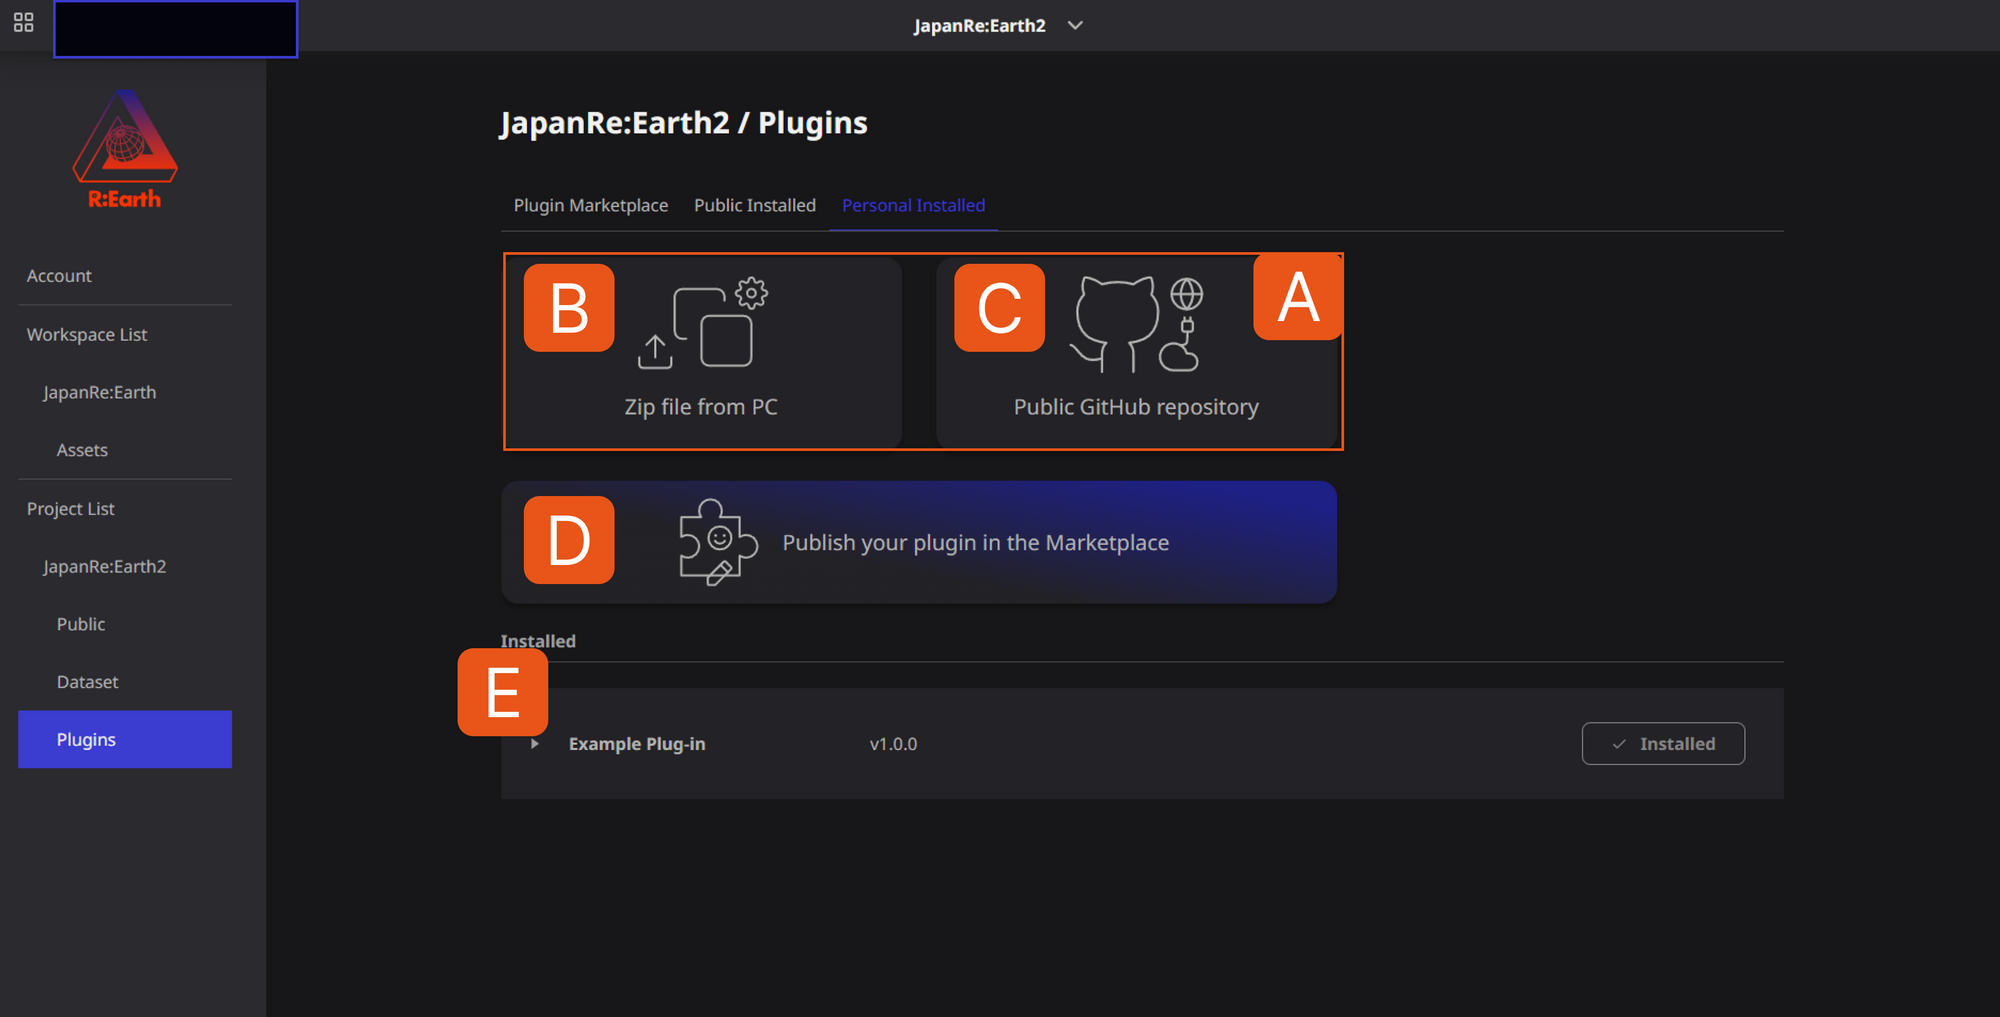 JapanRe:Earth2
R:Earth
Account
Workspace List
JapanRe:Earth
Assets
Project List
JapanRe:Earth2
Public
Dataset
Plugins
JapanRe:Earth2 / Plugins
Plugin Marketplace Public Installed Personal Installed
B C A
Zip file from PC Public GitHub repository
D Publish your plugin in the Marketplace
Installed
E
Example Plug-in v1.0.0 Installed